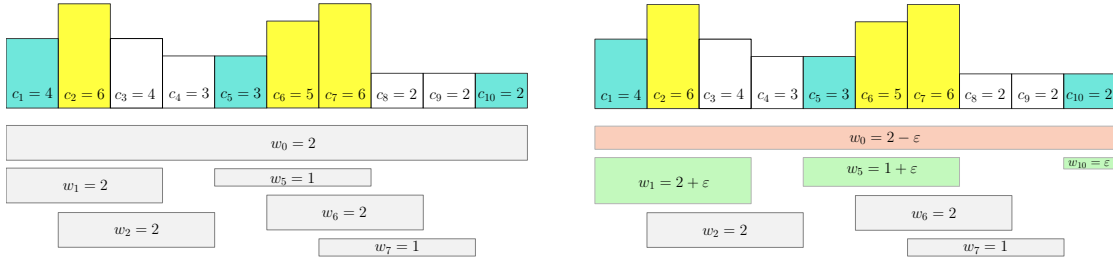 c₁ = 4 c₂ = 6 c₃ = 4 c₄ = 3 c₅ = 3 c₆ = 5 c₇ = 6 c₈ = 2 c₉ = 2 c₁₀ = 2
w₀ = 2
w₁ = 2 w₅ = 1
w₂ = 2 w₆ = 2
w₇ = 1
c₁ = 4 c₂ = 6 c₃ = 4 c₄ = 3 c₅ = 3 c₆ = 5 c₇ = 6 c₈ = 2 c₉ = 2 c₁₀ = 2
w₀ = 2 − ε
w₁ = 2 + ε w₅ = 1 + ε w₁₀ = ε
w₂ = 2 w₆ = 2
w₇ = 1